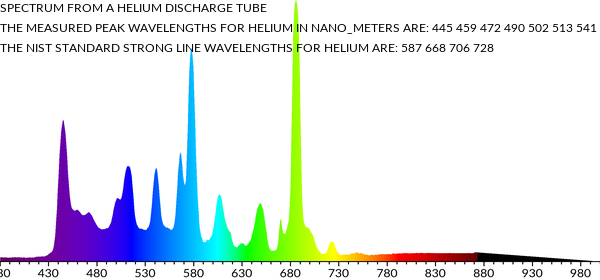 SPECTRUM FROM A HELIUM DISCHARGE TUBE
THE MEASURED PEAK WAVELENGTHS FOR HELIUM IN NANO_METERS ARE: 445 459 472 490 502 513 541
THE NIST STANDARD STRONG LINE WAVELENGTHS FOR HELIUM ARE: 587 668 706 728
80 430 480 530 580 630 680 730 780 830 880 930 980